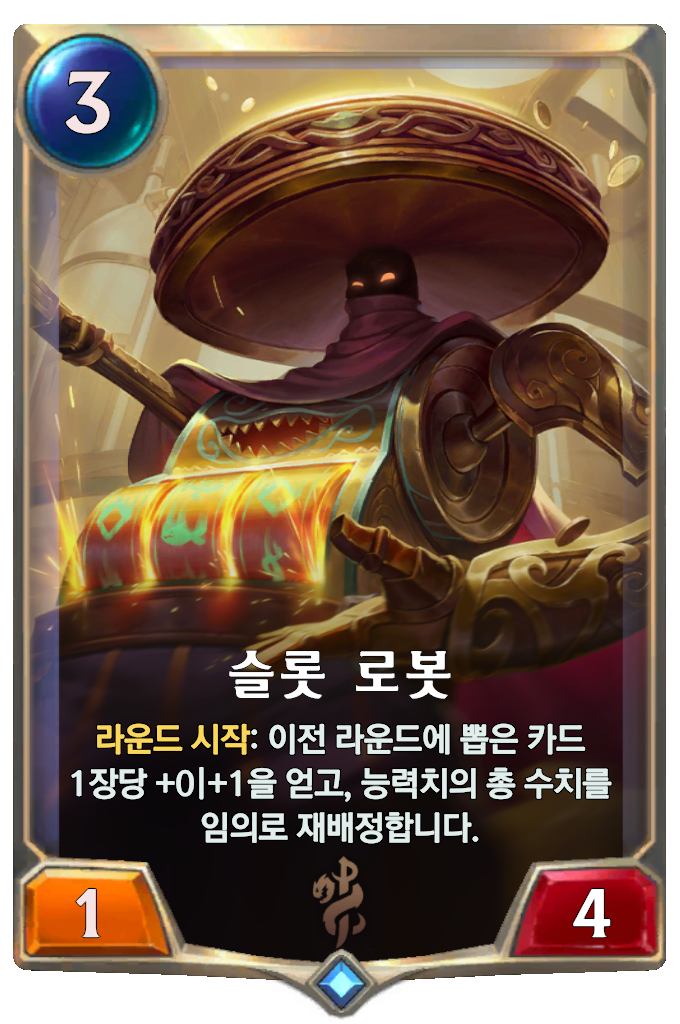 3
슬롯 로봇
라운드 시작: 이전 라운드에 뽑은 카드
1장당 +0|+1을 얻고, 능력치의 총 수치를
임의로 재배정합니다.
1
4